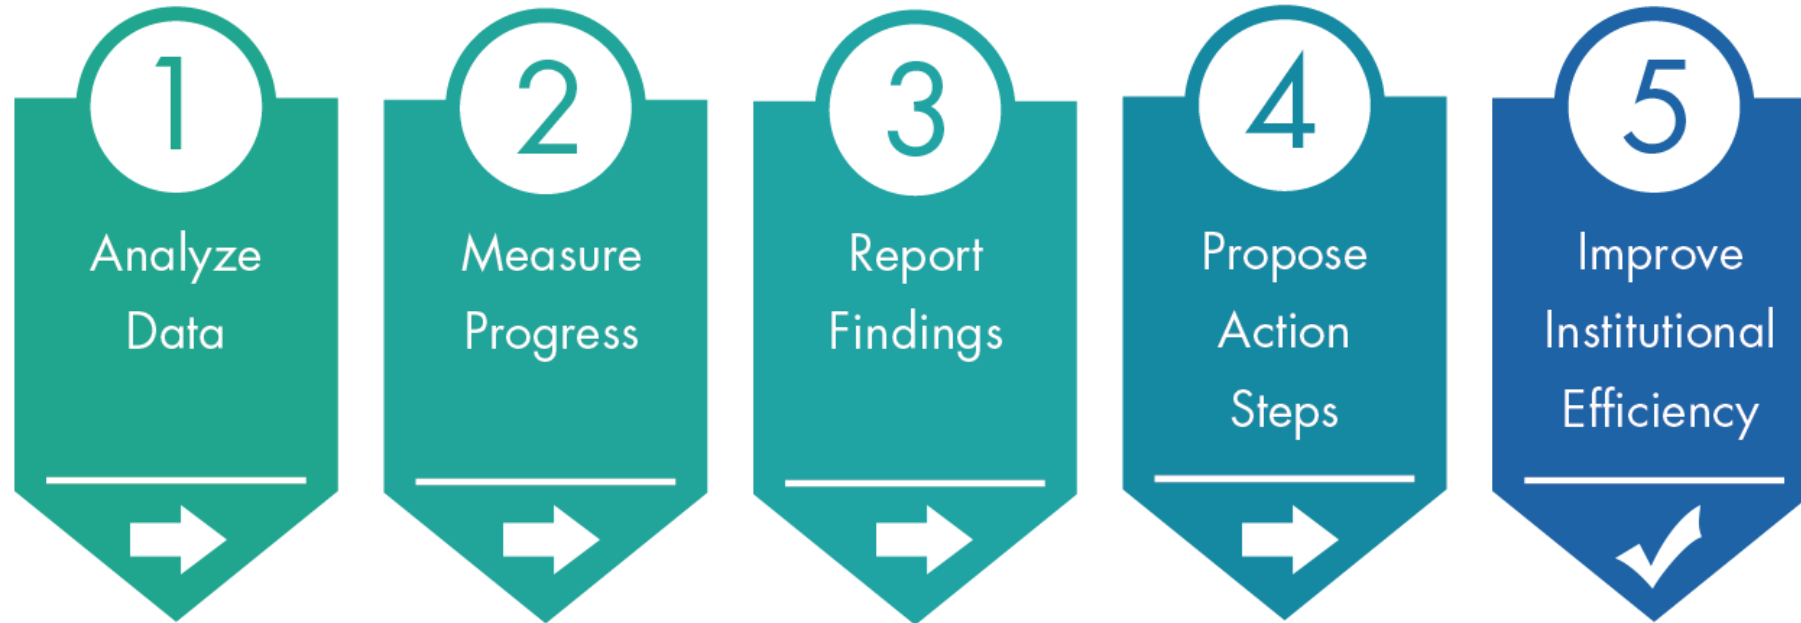 1
Analyze
Data
2
Measure
Progress
3
Report
Findings
4
Propose
Action
Steps
5
Improve
Institutional
Efficiency